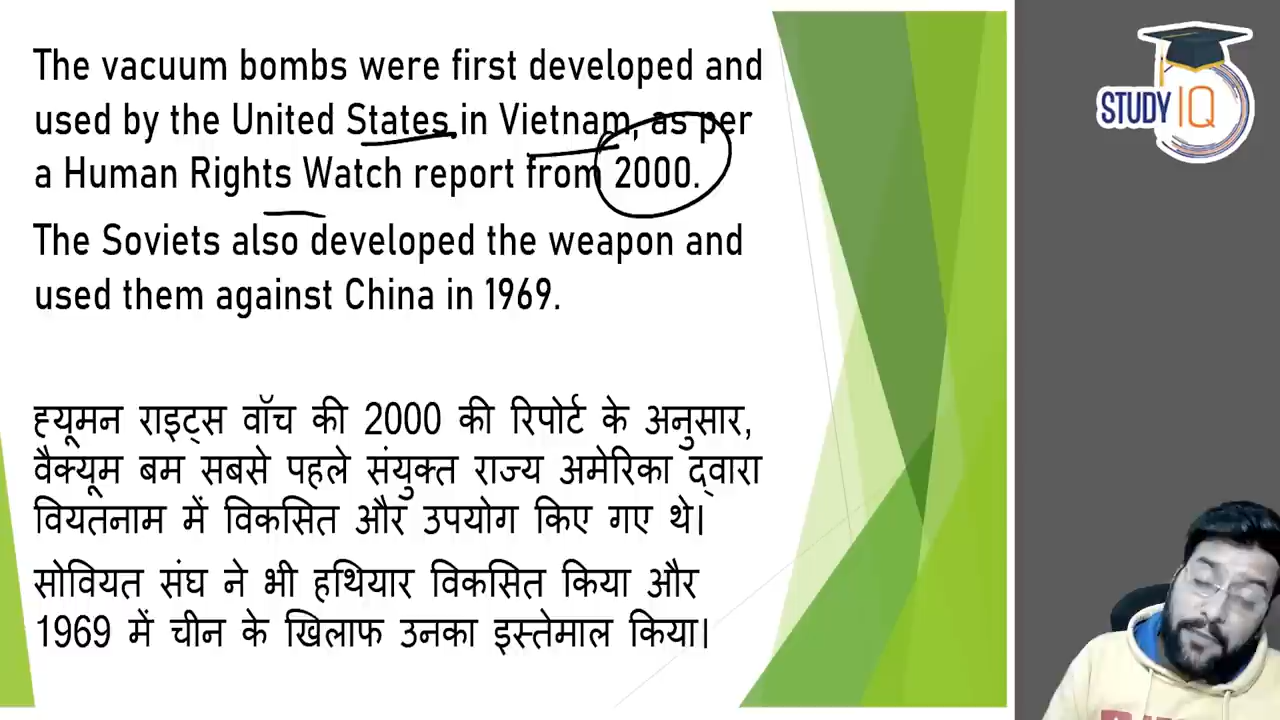 The vacuum bombs were first developed and
used by the United States in Vietnam, as per
a Human Rights Watch report from 2000.
The Soviets also developed the weapon and
used them against China in 1969.
ह्यूमन राइट्स वॉच की 2000 की रिपोर्ट के अनुसार,
वैक्यूम बम सबसे पहले संयुक्त राज्य अमेरिका द्वारा
वियतनाम में विकसित और उपयोग किए गए थे।
सोवियत संघ ने भी हथियार विकसित किया और
1969 में चीन के खिलाफ उनका इस्तेमाल किया।
STUDY IQ